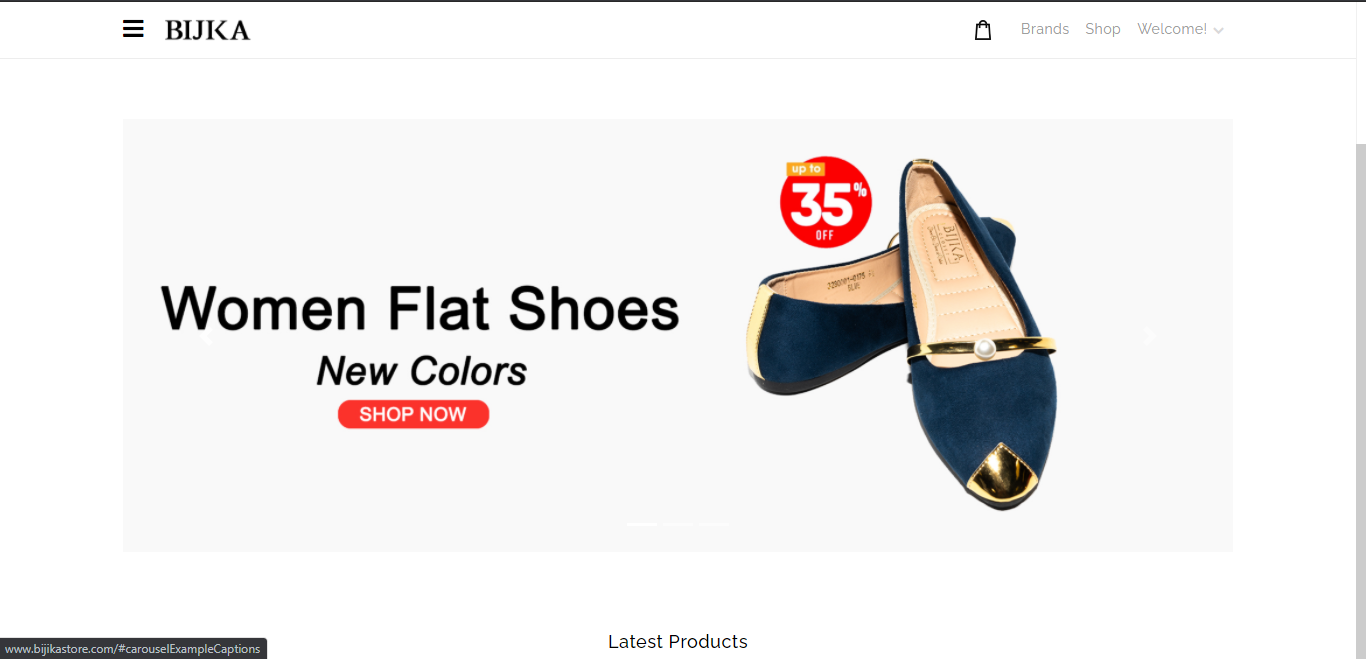 BIJKA
Brands Shop Welcome!
up to
35%
OFF
BIJKA
BLUE
Women Flat Shoes
New Colors
SHOP NOW
Latest Products
www.bijikastore.com/#carouselExampleCaptions